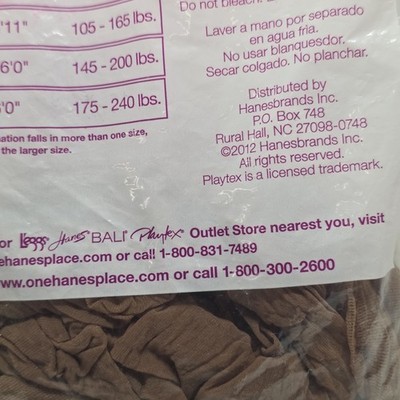 '11" 105 - 165 lbs.
6'0" 145 - 200 lbs.
'0" 175 - 240 lbs.
ation falls in more than one size,
the larger size.
Do not bleach.
Lavar a mano por separado
en agua fria.
No usar blanquesdor.
Secar colgado. No planchar.
Distributed by
Hanesbrands Inc.
P.O. Box 748
Rural Hall, NC 27098-0748
©2012 Hanesbrands Inc.
All rights reserved.
Playtex is a licensed trademark.
or L'eggs Hanes BALI Playtex Outlet Store nearest you, visit
ehanesplace.com or call 1-800-831-7489
ww.onehanesplace.com or call 1-800-300-2600